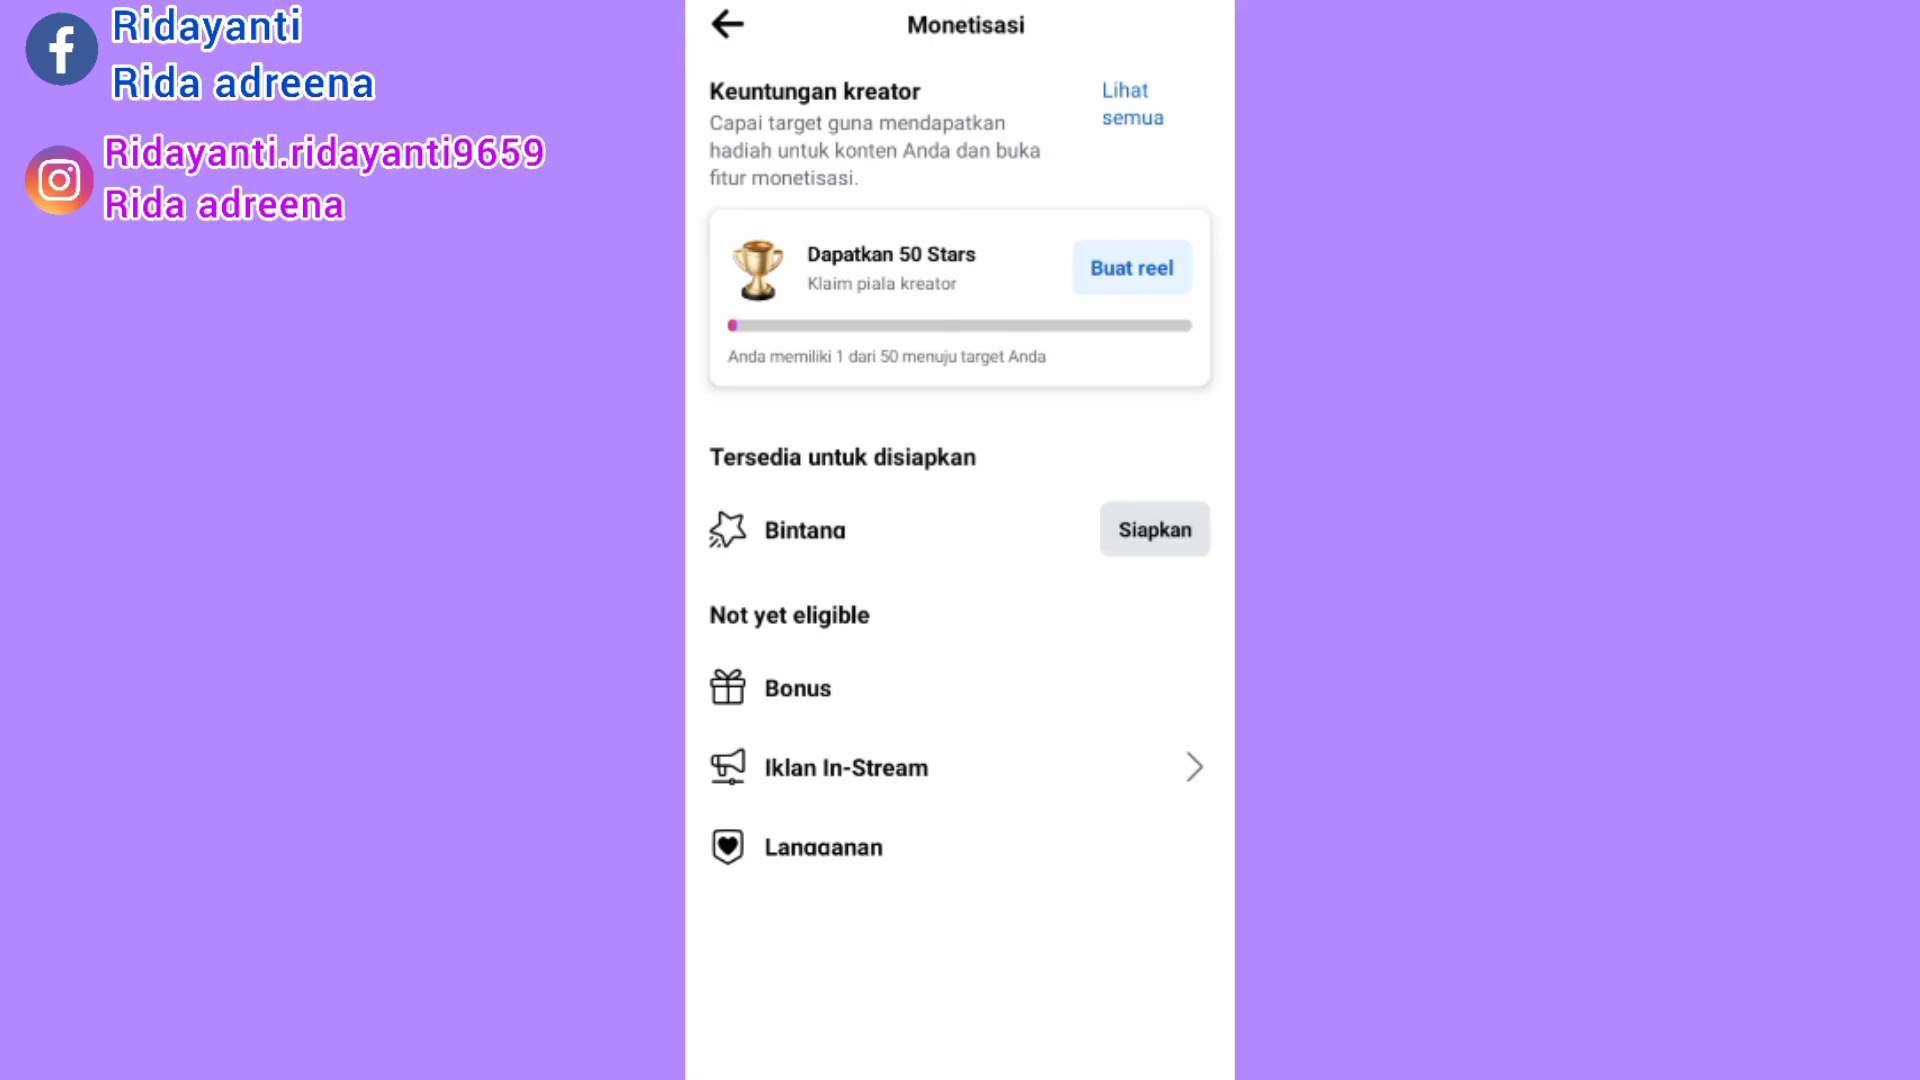 Ridayanti
Rida adreena
Ridayanti.ridayanti9659
Rida adreena
Monetisasi
Keuntungan kreator
Lihat semua
Capai target guna mendapatkan
hadiah untuk konten Anda dan buka
fitur monetisasi.
Dapatkan 50 Stars
Klaim piala kreator
Buat reel
Anda memiliki 1 dari 50 menuju target Anda
Tersedia untuk disiapkan
Bintang
Siapkan
Not yet eligible
Bonus
Iklan In-Stream
Langganan